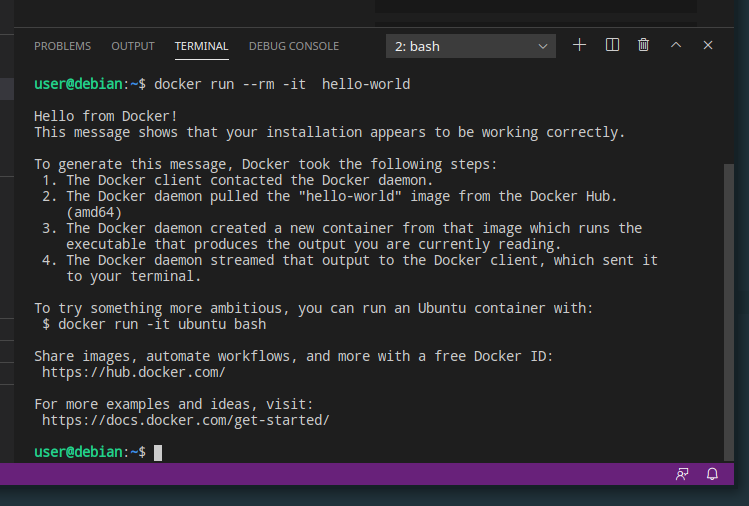 PROBLEMS OUTPUT TERMINAL DEBUG CONSOLE 2: bash
user@debian:~$ docker run --rm -it  hello-world
Hello from Docker!
This message shows that your installation appears to be working correctly.
To generate this message, Docker took the following steps:
1. The Docker client contacted the Docker daemon.
2. The Docker daemon pulled the "hello-world" image from the Docker Hub.
(amd64)
3. The Docker daemon created a new container from that image which runs the
executable that produces the output you are currently reading.
4. The Docker daemon streamed that output to the Docker client, which sent it
to your terminal.
To try something more ambitious, you can run an Ubuntu container with:
$ docker run -it ubuntu bash
Share images, automate workflows, and more with a free Docker ID:
https://hub.docker.com/
For more examples and ideas, visit:
https://docs.docker.com/get-started/
user@debian:~$